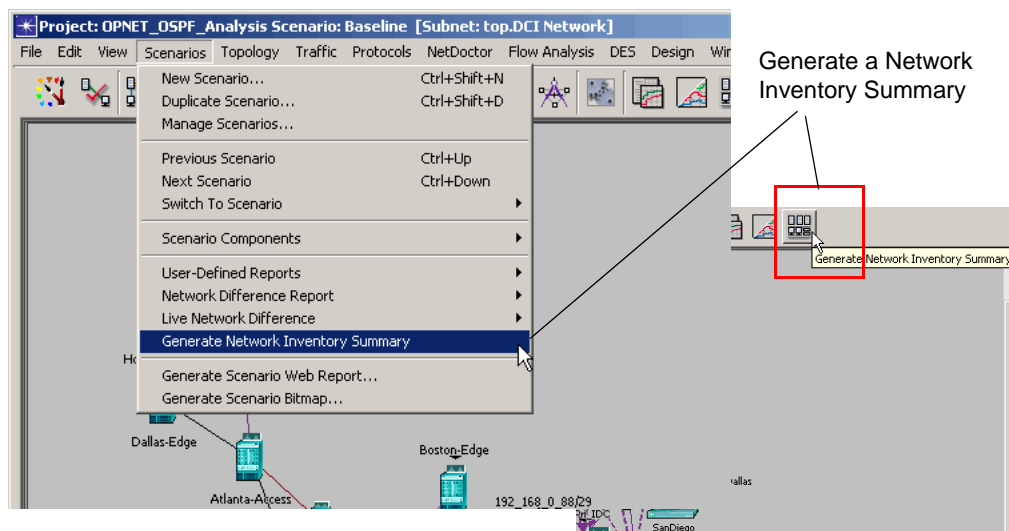 Project: OPNET_OSPF_Analysis Scenario: Baseline [Subnet: top.DCI Network]
File Edit View Scenarios Topology Traffic Protocols NetDoctor Flow Analysis DES Design
Generate a Network
Inventory Summary
New Scenario... Ctrl+Shift+N
Duplicate Scenario... Ctrl+Shift+D
Manage Scenarios...
Previous Scenario Ctrl+Up
Next Scenario Ctrl+Down
Switch To Scenario
Scenario Components
User-Defined Reports
Network Difference Report
Live Network Difference
Generate Network Inventory Summary
Generate Scenario Web Report...
Generate Scenario Bitmap...
Generate Network Inventory Summary
Dallas-Edge
Boston-Edge
Atlanta-Access
192_168_0_88/29
SanDiego